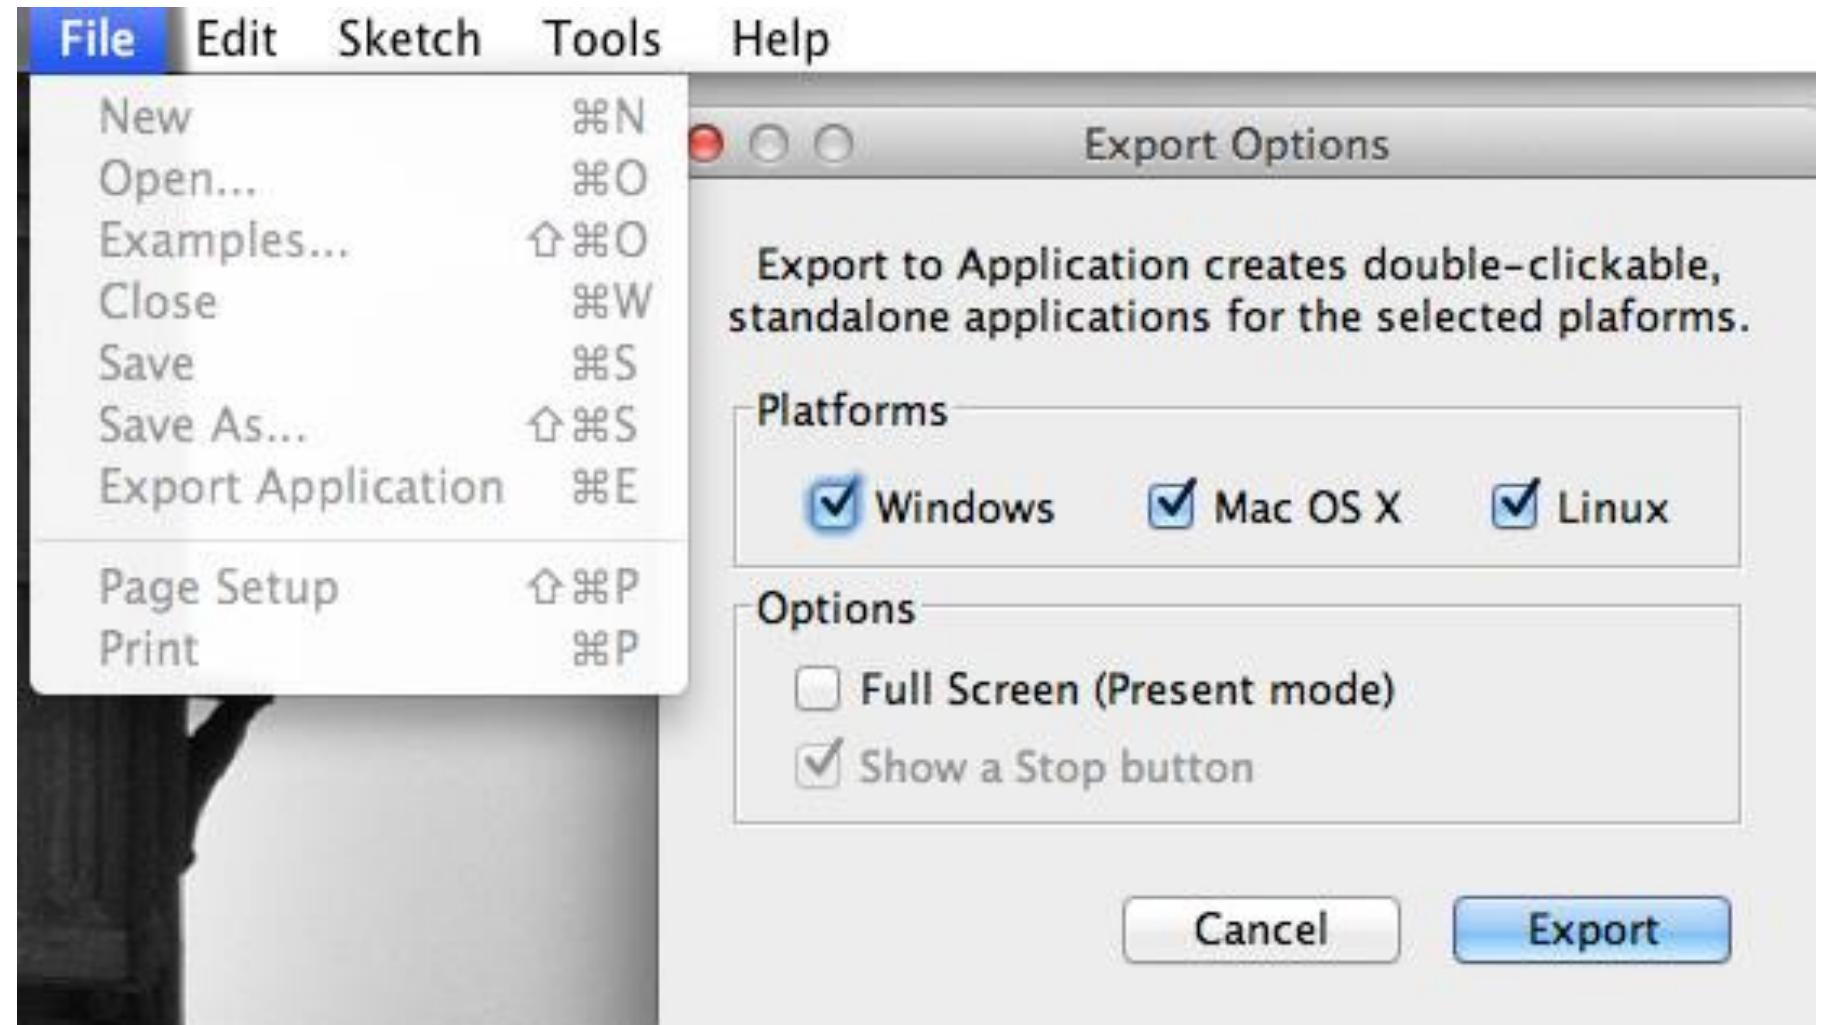 File Edit Sketch Tools Help
New ⌘N
Open... ⌘O
Examples... ⇧⌘O
Close ⌘W
Save ⌘S
Save As... ⇧⌘S
Export Application ⌘E
Page Setup ⇧⌘P
Print ⌘P
Export Options
Export to Application creates double-clickable,
standalone applications for the selected plaforms.
Platforms
Windows Mac OS X Linux
Options
Full Screen (Present mode)
Show a Stop button
Cancel Export